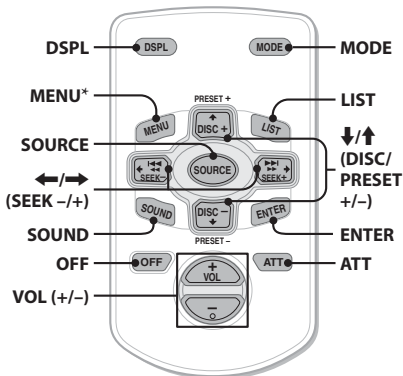 DSPL
DSPL
MODE
MODE
PRESET +
MENU*
MENU
DISC +
LIST
LIST
SOURCE
SOURCE
↓/↑
(DISC/
PRESET
+/–)
←/→
(SEEK –/+)
SEEK–
SEEK+
SOUND
SOUND
DISC –
ENTER
ENTER
PRESET –
OFF
OFF
ATT
ATT
VOL (+/–)
+
VOL
–